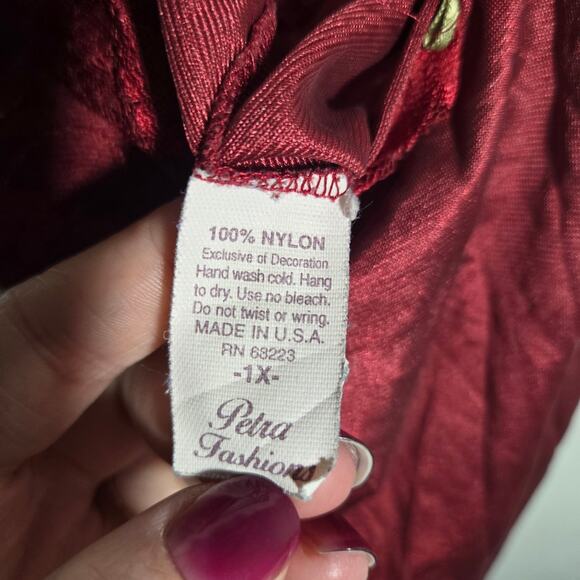 100% NYLON
Exclusive of Decoration
Hand wash cold. Hang
to dry. Use no bleach.
Do not twist or wring.
MADE IN U.S.A.
RN 68223
-1X-
Petra
Fashions